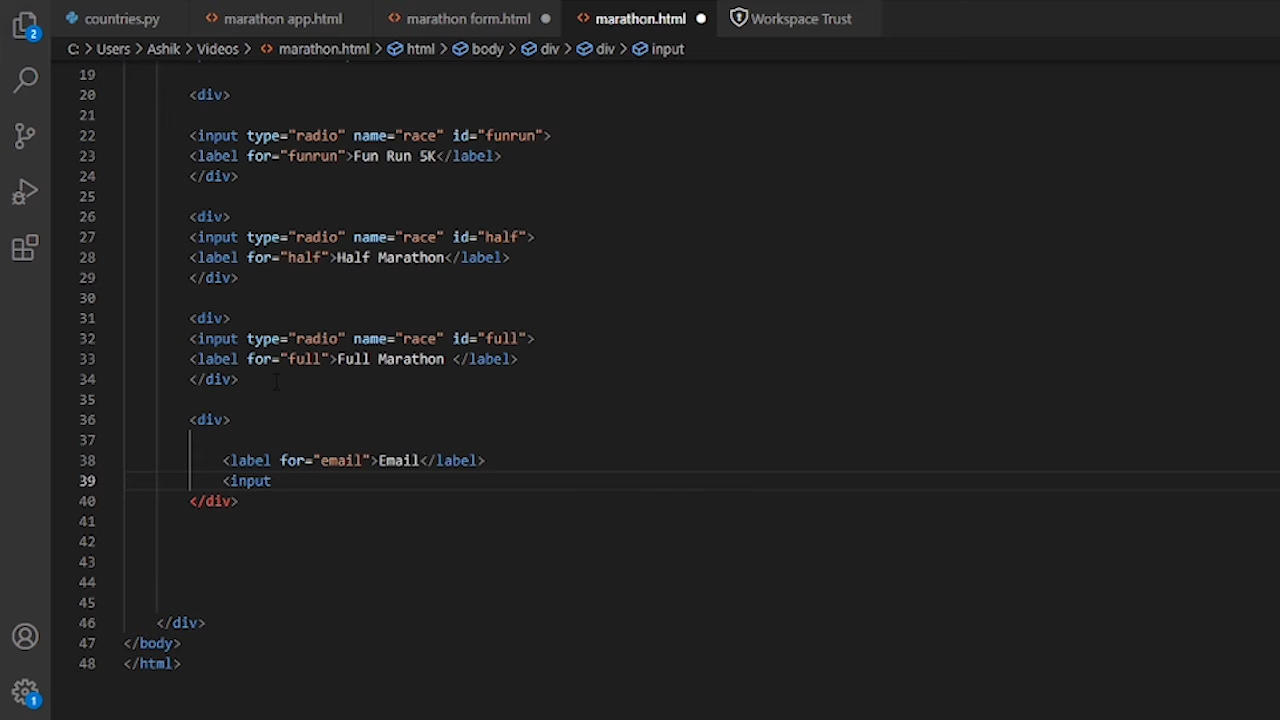 2
countries.py marathon app.html marathon form.html marathon.html Workspace Trust
C: > Users > Ashik > Videos > marathon.html > html > body > div > div > input
19
20 <div>
21
22 <input type="radio" name="race" id="funrun">
23 <label for="funrun">Fun Run 5K</label>
24 </div>
25
26 <div>
27 <input type="radio" name="race" id="half">
28 <label for="half">Half Marathon</label>
29 </div>
30
31 <div>
32 <input type="radio" name="race" id="full">
33 <label for="full">Full Marathon </label>
34 </div>
35
36 <div>
37
38 <label for="email">Email</label>
39 <input
40 </div>
41
42
43
44
45
46 </div>
47 </body>
48 </html>
1